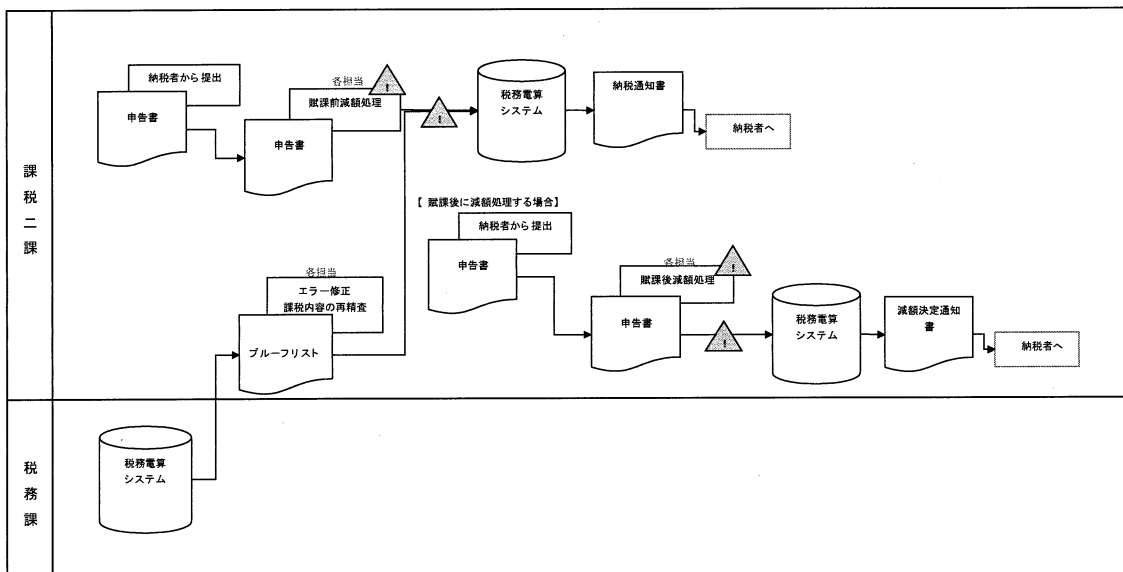 課税二課
納税者から提出
申告書
各担当
賦課前減額処理
!
申告書
!
税務電算
システム
納税通知書
納税者へ
【 賦課後に減額処理する場合】
納税者から提出
申告書
各担当
賦課後減額処理
!
申告書
!
税務電算
システム
減額決定通知
書
納税者へ
各担当
エラー修正
課税内容の再精査
プルーフリスト
税務課
税務電算
システム